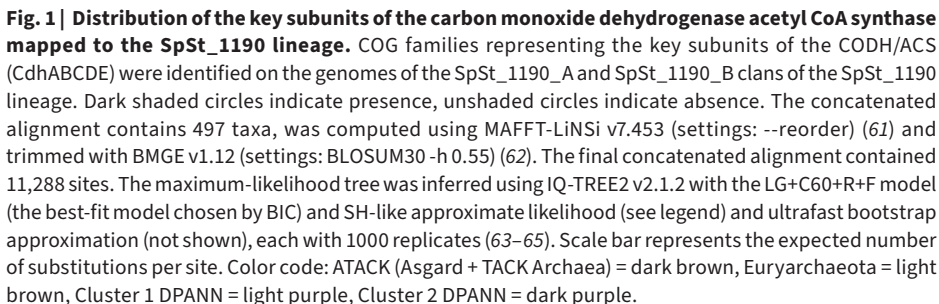 Fig. 1 | Distribution of the key subunits of the carbon monoxide dehydrogenase acetyl CoA synthase
mapped to the SpSt_1190 lineage. COG families representing the key subunits of the CODH/ACS
(CdhABCDE) were identified on the genomes of the SpSt_1190_A and SpSt_1190_B clans of the SpSt_1190
lineage. Dark shaded circles indicate presence, unshaded circles indicate absence. The concatenated
alignment contains 497 taxa, was computed using MAFFT-LiNSi v7.453 (settings: --reorder) (61) and
trimmed with BMGE v1.12 (settings: BLOSUM30 -h 0.55) (62). The final concatenated alignment contained
11,288 sites. The maximum-likelihood tree was inferred using IQ-TREE2 v2.1.2 with the LG+C60+R+F model
(the best-fit model chosen by BIC) and SH-like approximate likelihood (see legend) and ultrafast bootstrap
approximation (not shown), each with 1000 replicates (63–65). Scale bar represents the expected number
of substitutions per site. Color code: ATACK (Asgard + TACK Archaea) = dark brown, Euryarchaeota = light
brown, Cluster 1 DPANN = light purple, Cluster 2 DPANN = dark purple.